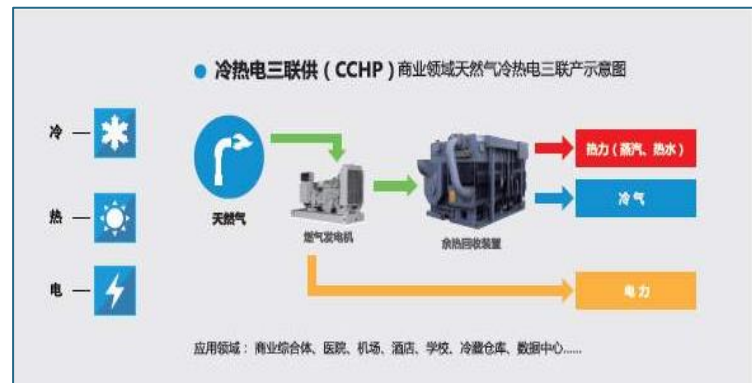 冷热电三联供（CCHP）商业领域天然气冷热电三联产示意图
冷
热
电
天然气
燃气发电机
余热回收装置
热力（蒸汽、热水）
冷气
电力
应用领域：商业综合体、医院、机场、酒店、学校、冷藏仓库、数据中心......